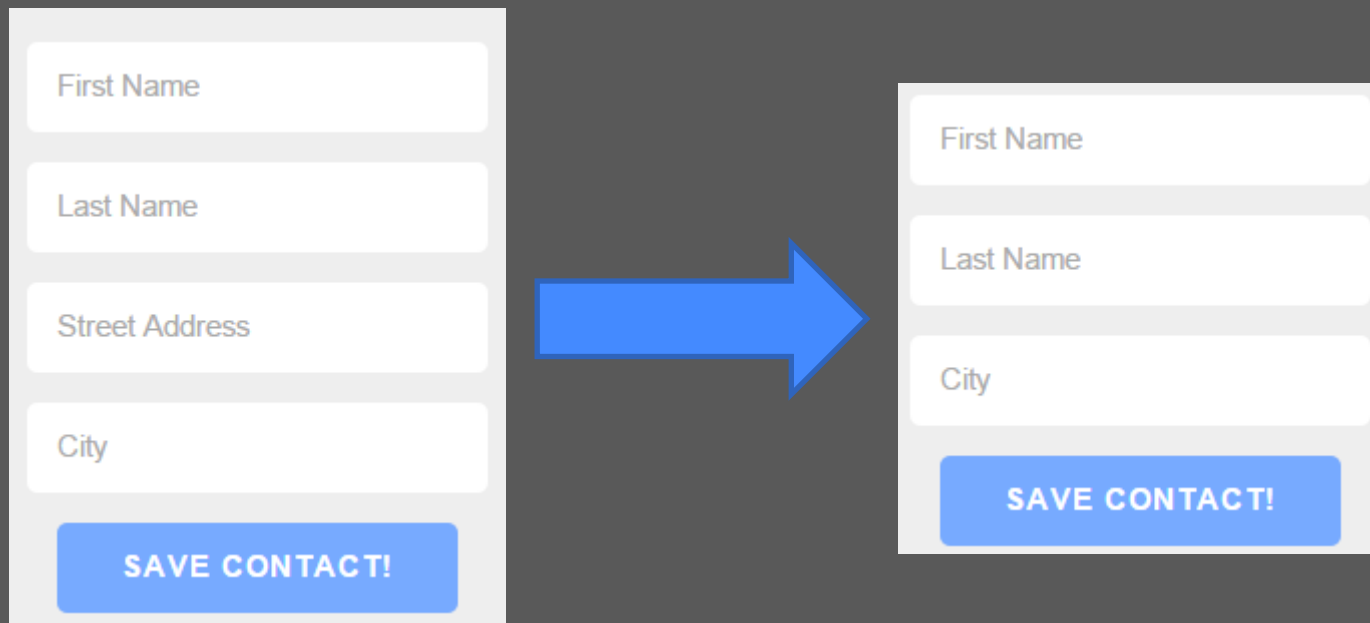 First Name
Last Name
Street Address
City
SAVE CONTACT!
First Name
Last Name
City
SAVE CONTACT!